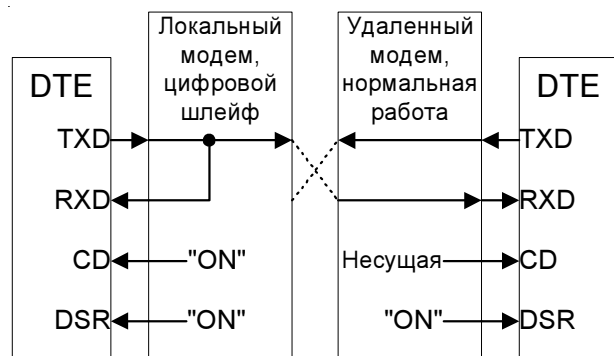 Локальный
модем,
цифровой
шлейф
Удаленный
модем,
нормальная
работа
DTE
DTE
TXD
TXD
RXD
RXD
CD
"ON"
Несущая
CD
DSR
"ON"
"ON"
DSR